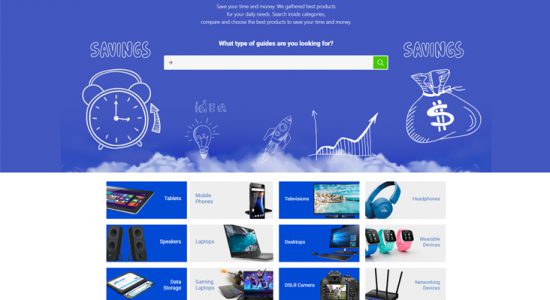 Save your time and money. We gathered best products
for your daily needs. Search inside categories,
compare and choose the best products to save your time and money.
What type of guides are you looking for?
SAVINGS
SAVINGS
IDEA
$
Tablets
Mobile
Phones
Televisions
Headphones
Speakers
Laptops
Desktops
Wearable
Devices
Data
Storage
Gaming
Laptops
DSLR Camera
Networking
Devices